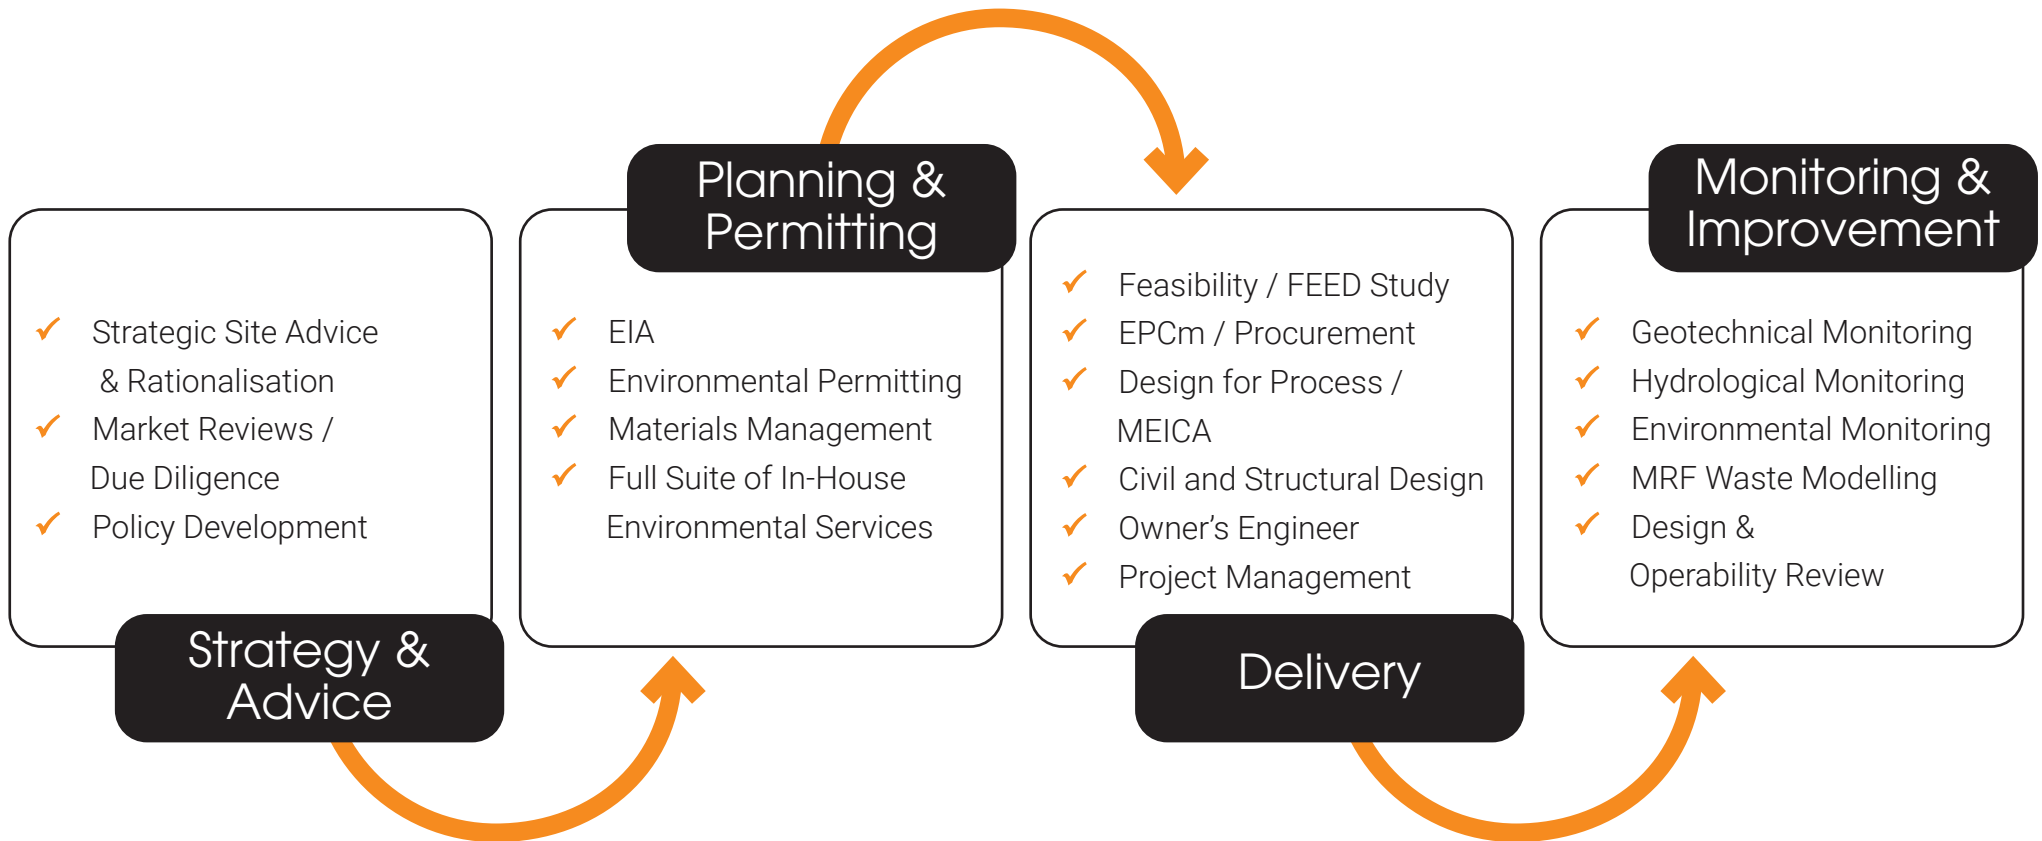 Strategic Site Advice
& Rationalisation
Market Reviews /
Due Diligence
Policy Development
Strategy &
Advice
Planning &
Permitting
EIA
Environmental Permitting
Materials Management
Full Suite of In-House
Environmental Services
Feasibility / FEED Study
EPCm / Procurement
Design for Process /
MEICA
Civil and Structural Design
Owner’s Engineer
Project Management
Delivery
Monitoring &
Improvement
Geotechnical Monitoring
Hydrological Monitoring
Environmental Monitoring
MRF Waste Modelling
Design &
Operability Review